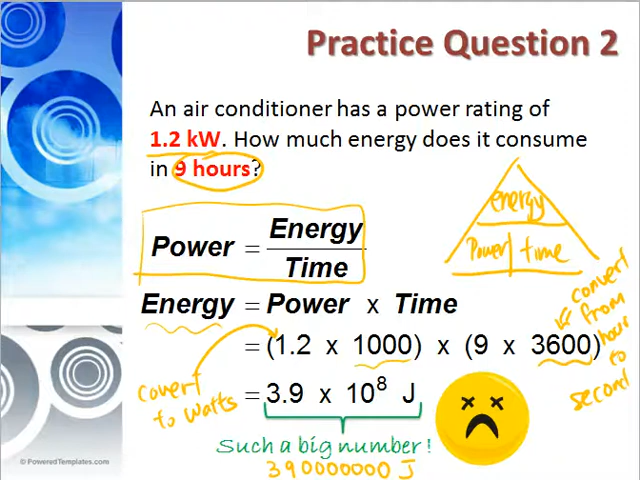 Practice Question 2
An air conditioner has a power rating of
1.2 kW. How much energy does it consume
in 9 hours?
Power = Energy
Time
energy
Power time
Energy = Power x Time
= (1.2 x 1000) x (9 x 3600)
convert
from
hour
to
second
covert
to watts
= 3.9 x 10⁸ J
Such a big number!
390000000 J
© PoweredTemplates.com